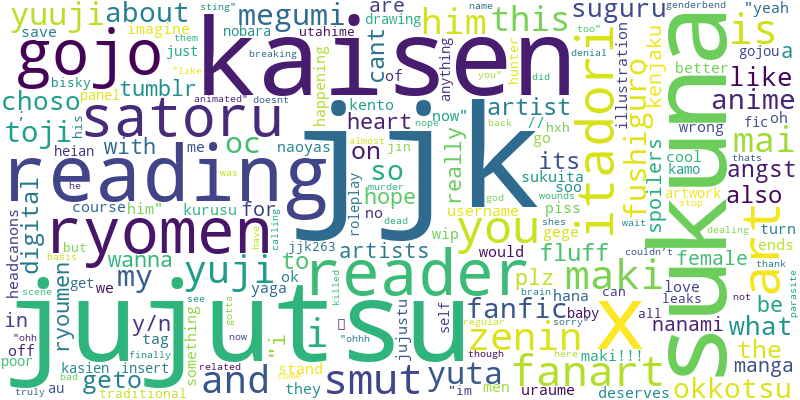 yuuji about sting" megumi are drawing name this suguru genderbend "yeah
save imagine nobara utahime him cant itadori is
gojo kaisen of anything hunter did denial too" you" illustration kenjaku gojou a
"like just them breaking happening better
bisky panel tumblr animated" doesnt kento now" artist // like
choso his satoru heart almost nope back hxh go fushiguro wrong fic oh
toji with me naoyas jin really its anime
heian oc on so sukuita spoilers cool mai
reading was murder god soo kamo thats
he him" hope wounds artwork angst
digital course kurusu for no roleplay dead username piss stop also
headcanons ryomen jjk you shes gege wait dealing turn
but have calling wip artists would fluff couldn't ends
basis wanna jjk263 female art
ryoumen my yuji to reader plz maki thank
scene get we yaga ok killed brain hana can love be
see gotta fanfic baby all leaks not parasite
jujutsu x sukuna
in y/n something "i i "ohh "ohhh self regular sorry" zenin nanami what
off tag now jujustu though here maki!!! manga the
poor finally kasien insert related stand yuta fanart
geto bad come and smut they "im men uraume deserves okkotsu
truly au traditional